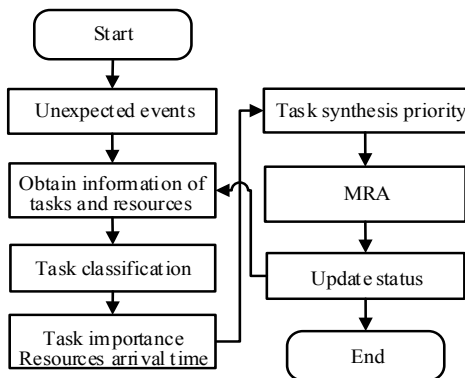 Start
Unexpected events
Obtain information of
tasks and resources
Task classification
Task importance
Resources arrival time
Task synthesis priority
MRA
Update status
End